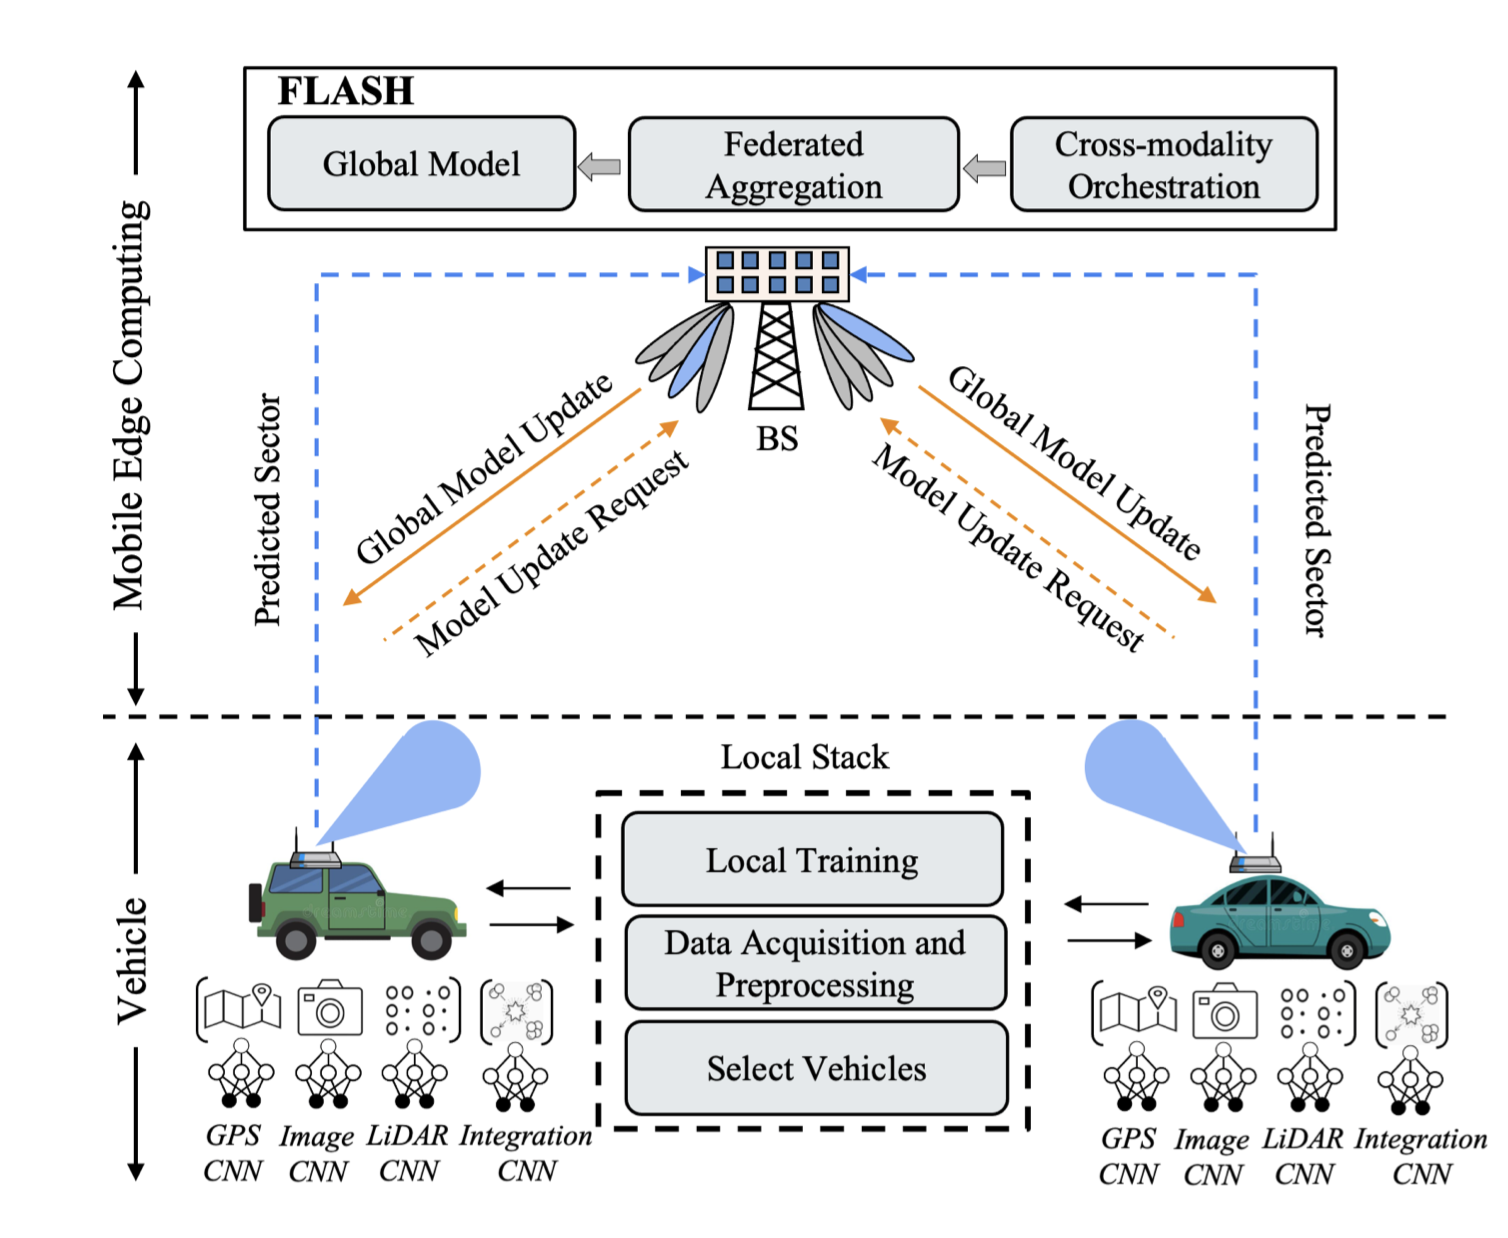 FLASH
Global Model
Federated
Aggregation
Cross-modality
Orchestration
Mobile Edge Computing
Predicted Sector
Global Model Update
Model Update Request
BS
Global Model Update
Model Update Request
Predicted Sector
Vehicle
Local Stack
Local Training
Data Acquisition and
Preprocessing
Select Vehicles
GPS
CNN
Image
CNN
LiDAR
CNN
Integration
CNN
GPS
CNN
Image
CNN
LiDAR
CNN
Integration
CNN